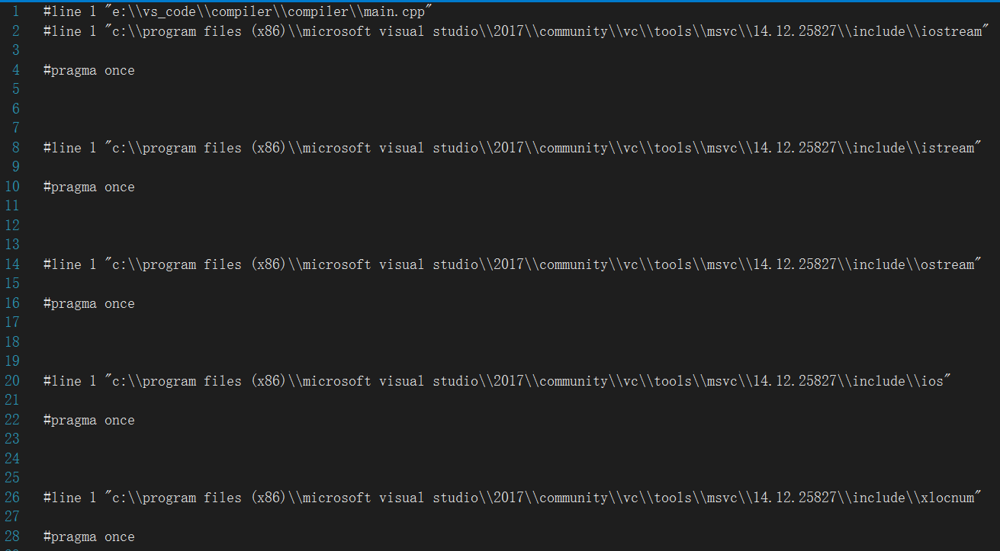 1 #line 1 "e:\\vs_code\\compiler\\compiler\\main.cpp"
2 #line 1 "c:\\program files (x86)\\microsoft visual studio\\2017\\community\\vc\\tools\\msvc\\14.12.25827\\include\\iostream"
3
4 #pragma once
5
6
7
8 #line 1 "c:\\program files (x86)\\microsoft visual studio\\2017\\community\\vc\\tools\\msvc\\14.12.25827\\include\\istream"
9
10 #pragma once
11
12
13
14 #line 1 "c:\\program files (x86)\\microsoft visual studio\\2017\\community\\vc\\tools\\msvc\\14.12.25827\\include\\ostream"
15
16 #pragma once
17
18
19
20 #line 1 "c:\\program files (x86)\\microsoft visual studio\\2017\\community\\vc\\tools\\msvc\\14.12.25827\\include\\ios"
21
22 #pragma once
23
24
25
26 #line 1 "c:\\program files (x86)\\microsoft visual studio\\2017\\community\\vc\\tools\\msvc\\14.12.25827\\include\\xlocnum"
27
28 #pragma once